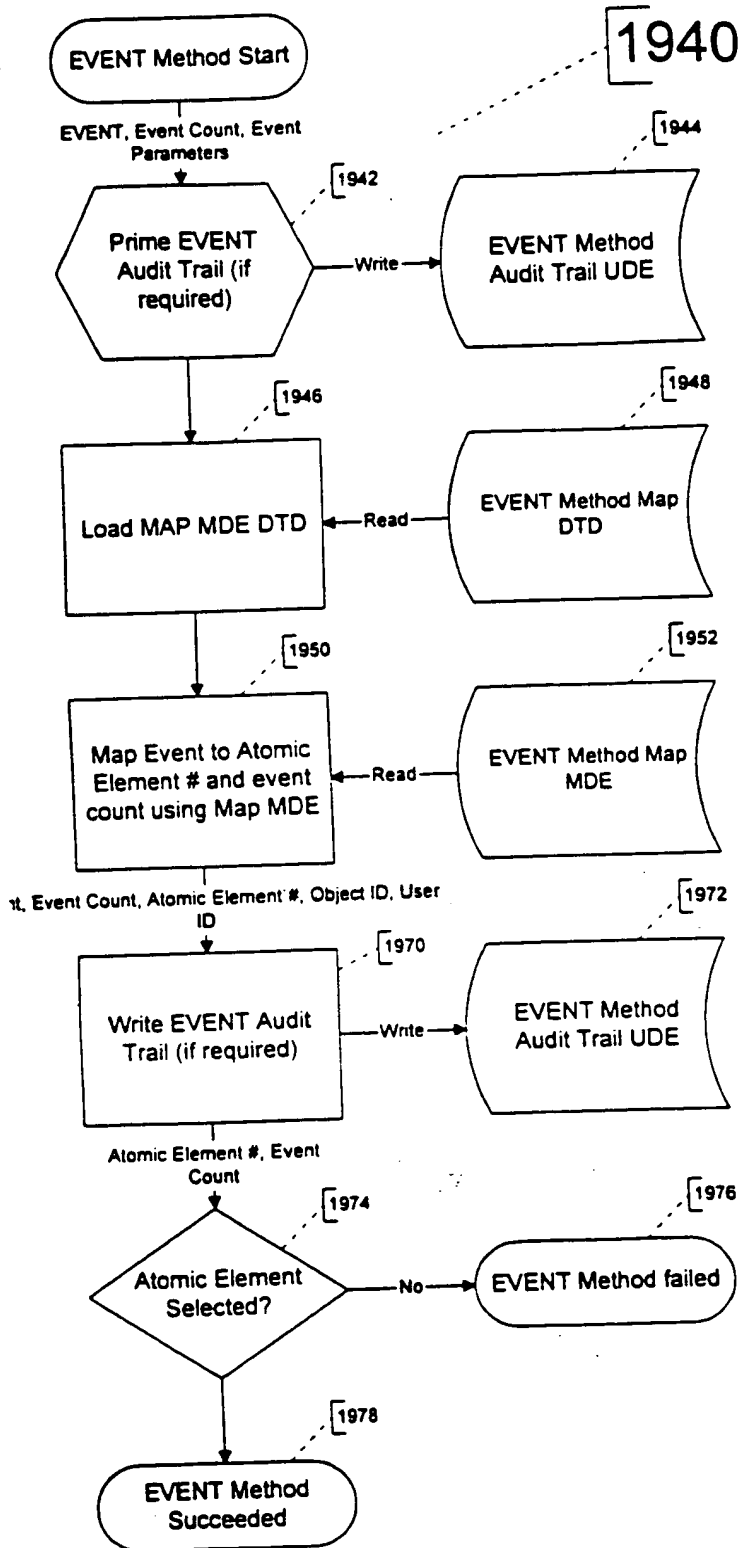 EVENT Method Start
1940
EVENT, Event Count, Event
Parameters
1942
1944
Prime EVENT
Audit Trail (if
required)
Write
EVENT Method
Audit Trail UDE
1946
1948
Load MAP MDE DTD
Read
EVENT Method Map
DTD
1950
1952
Map Event to Atomic
Element # and event
count using Map MDE
Read
EVENT Method Map
MDE
Event Count, Atomic Element #, Object ID, User
ID
1970
1972
Write EVENT Audit
Trail (if required)
Write
EVENT Method
Audit Trail UDE
Atomic Element #, Event
Count
1974
1976
Atomic Element
Selected?
No
EVENT Method failed
1978
EVENT Method
Succeeded